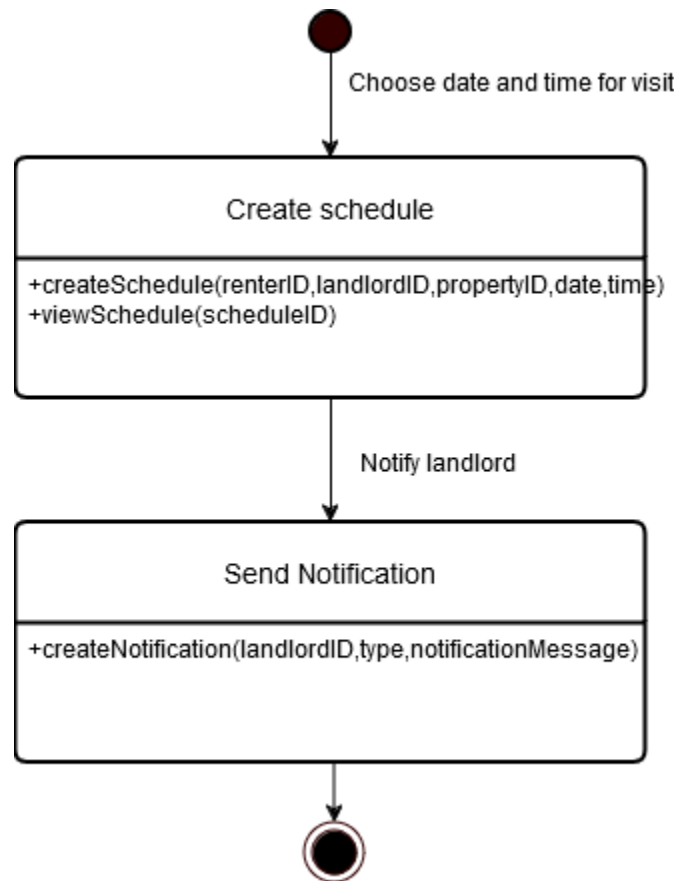 Choose date and time for visit
Create schedule
+createSchedule(renterID,landlordID,propertyID,date,time)
+viewSchedule(scheduleID)
Notify landlord
Send Notification
+createNotification(landlordID,type,notificationMessage)